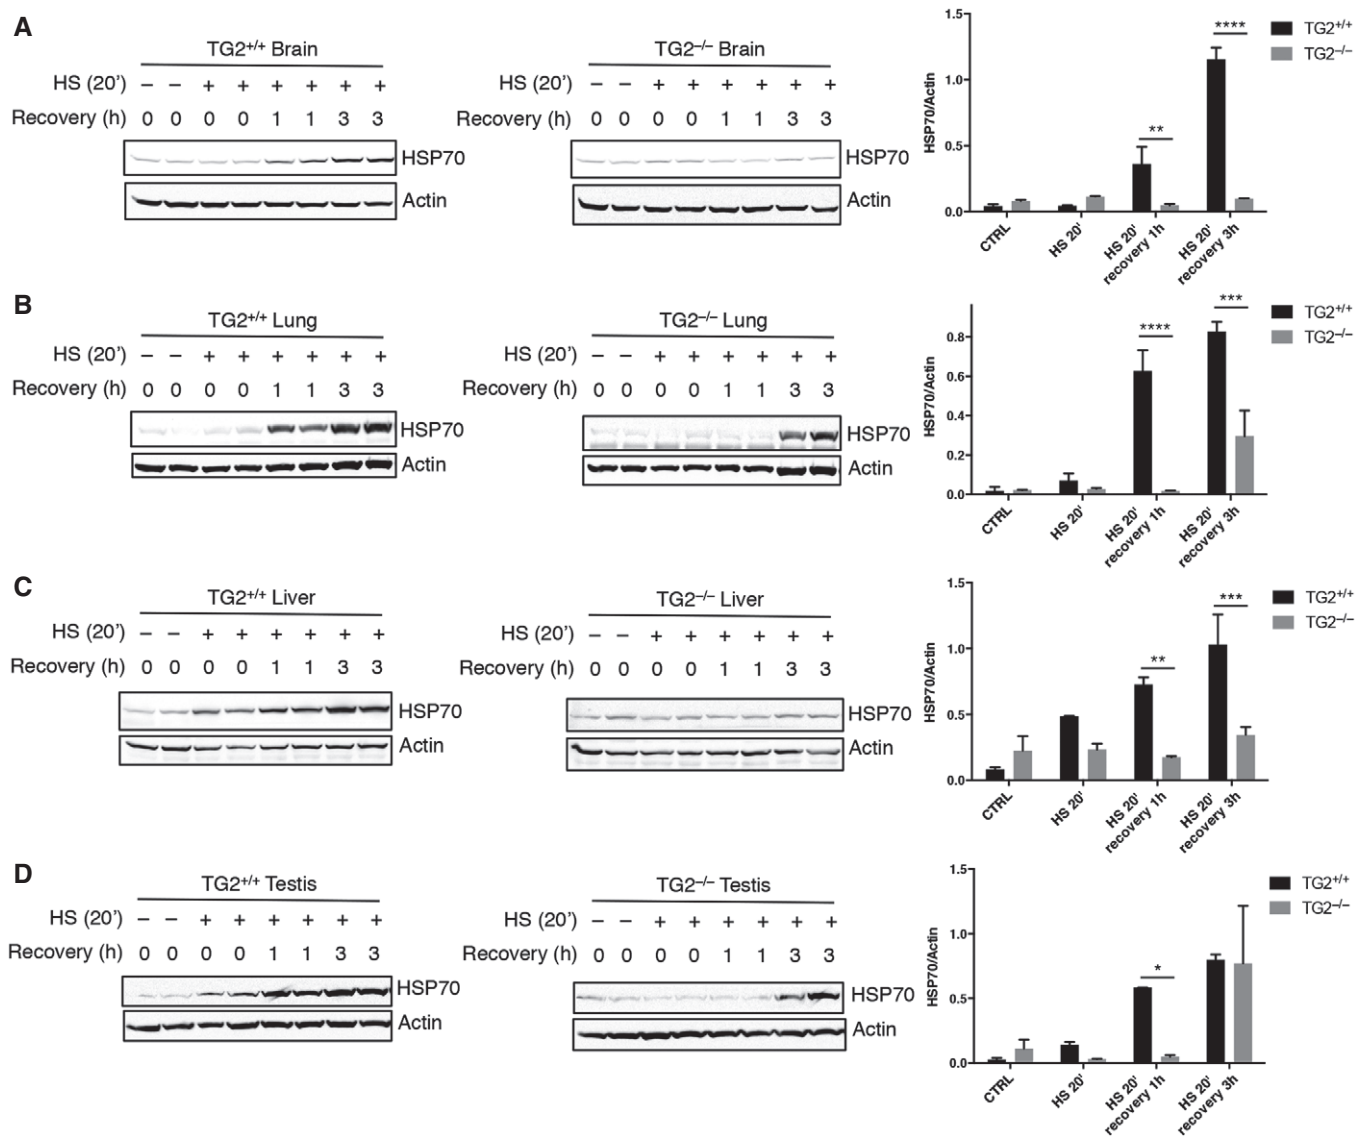 A
TG2+/+ Brain
HS (20')
– – + + + + + +
Recovery (h)
0 0 0 0 1 1 3 3
HSP70
Actin
TG2–/– Brain
HS (20')
– – + + + + + +
Recovery (h)
0 0 0 0 1 1 3 3
HSP70
Actin
HSP70/Actin
1.5
1.0
0.5
0.0
**
****
CTRL
HS 20'
HS 20' recovery 1h
HS 20' recovery 3h
TG2+/+
TG2–/–
B
TG2+/+ Lung
HS (20')
– – + + + + + +
Recovery (h)
0 0 0 0 1 1 3 3
HSP70
Actin
TG2–/– Lung
HS (20')
– – + + + + + +
Recovery (h)
0 0 0 0 1 1 3 3
HSP70
Actin
HSP70/Actin
0.8
0.6
0.4
0.2
0.0
****
***
CTRL
HS 20'
HS 20' recovery 1h
HS 20' recovery 3h
TG2+/+
TG2–/–
C
TG2+/+ Liver
HS (20')
– – + + + + + +
Recovery (h)
0 0 0 0 1 1 3 3
HSP70
Actin
TG2–/– Liver
HS (20')
– – + + + + + +
Recovery (h)
0 0 0 0 1 1 3 3
HSP70
Actin
HSP70/Actin
1.5
1.0
0.5
0.0
**
***
CTRL
HS 20'
HS 20' recovery 1h
HS 20' recovery 3h
TG2+/+
TG2–/–
D
TG2+/+ Testis
HS (20')
– – + + + + + +
Recovery (h)
0 0 0 0 1 1 3 3
HSP70
Actin
TG2–/– Testis
HS (20')
– – + + + + + +
Recovery (h)
0 0 0 0 1 1 3 3
HSP70
Actin
HSP70/Actin
1.5
1.0
0.5
0.0
*
CTRL
HS 20'
HS 20' recovery 1h
HS 20' recovery 3h
TG2+/+
TG2–/–